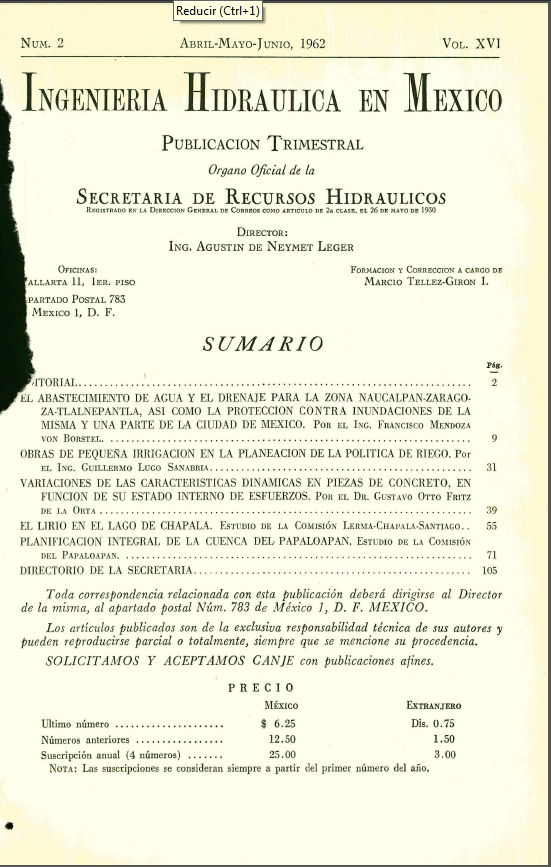 Reducir (Ctrl+1)
NUM. 2 ABRIL-MAYO-JUNIO, 1962 VOL. XVI
INGENIERIA HIDRAULICA EN MEXICO
PUBLICACION TRIMESTRAL
Organo Oficial de la
SECRETARIA DE RECURSOS HIDRAULICOS
REGISTRADO EN LA DIRECCION GENERAL DE CORREOS COMO ARTICULO DE 2a CLASE, EL 26 DE MAYO DE 1950
DIRECTOR:
ING. AGUSTIN DE NEYMET LEGER
OFICINAS:
ALLARTA 11, 1ER. PISO
PARTADO POSTAL 783
MEXICO 1, D. F.
FORMACION Y CORRECCION A CARGO DE
MARCIO TELLEZ-GIRON I.
SUMARIO
Pág.
ITORIAL 2
EL ABASTECIMIENTO DE AGUA Y EL DRENAJE PARA LA ZONA NAUCALPAN-ZARAGO-
ZA-TLALNEPANTLA, ASI COMO LA PROTECCION CONTRA INUNDACIONES DE LA
MISMA Y UNA PARTE DE LA CIUDAD DE MEXICO. POR EL ING. FRANCISCO MENDOZA
VON BORSTEL. 9
OBRAS DE PEQUEÑA IRRIGACION EN LA PLANEACION DE LA POLITICA DE RIEGO. POR
EL ING. GUILLERMO LUGO SANABRIA 31
VARIACIONES DE LAS CARACTERISTICAS DINAMICAS EN PIEZAS DE CONCRETO, EN
FUNCION DE SU ESTADO INTERNO DE ESFUERZOS. POR EL DR. GUSTAVO OTTO FRITZ
DE LA ORTA 39
EL LIRIO EN EL LAGO DE CHAPALA. ESTUDIO DE LA COMISIÓN LERMA-CHAPALA-SANTIAGO.. 55
PLANIFICACION INTEGRAL DE LA CUENCA DEL PAPALOAPAN. ESTUDIO DE LA COMISIÓN
DEL PAPALOAPAN. 71
DIRECTORIO DE LA SECRETARIA 105
Toda correspondencia relacionada con esta publicación deberá dirigirse al Director
de la misma, al apartado postal Núm. 783 de México 1, D. F. MEXICO.
Los artículos publicados son de la exclusiva responsabilidad técnica de sus autores y
pueden reproducirse parcial o totalmente, siempre que se mencione su procedencia.
SOLICITAMOS Y ACEPTAMOS CANJE con publicaciones afines.
PRECIO
MÉXICO EXTRANJERO
Ultimo número $ 6.25 Dls. 0.75
Números anteriores 12.50 1.50
Suscripción anual (4 números) 25.00 3.00
NOTA: Las suscripciones se consideran siempre a partir del primer número del año.